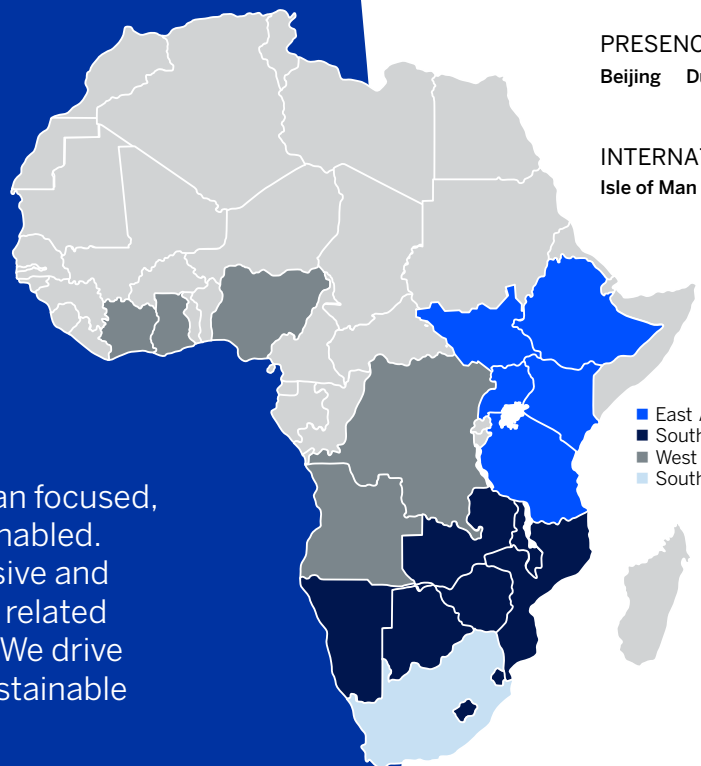 PRESENC
Beijing Du
INTERNAT
Isle of Man
East A
South
West
South
an focused,
nabled.
sive and
related
We drive
stainable